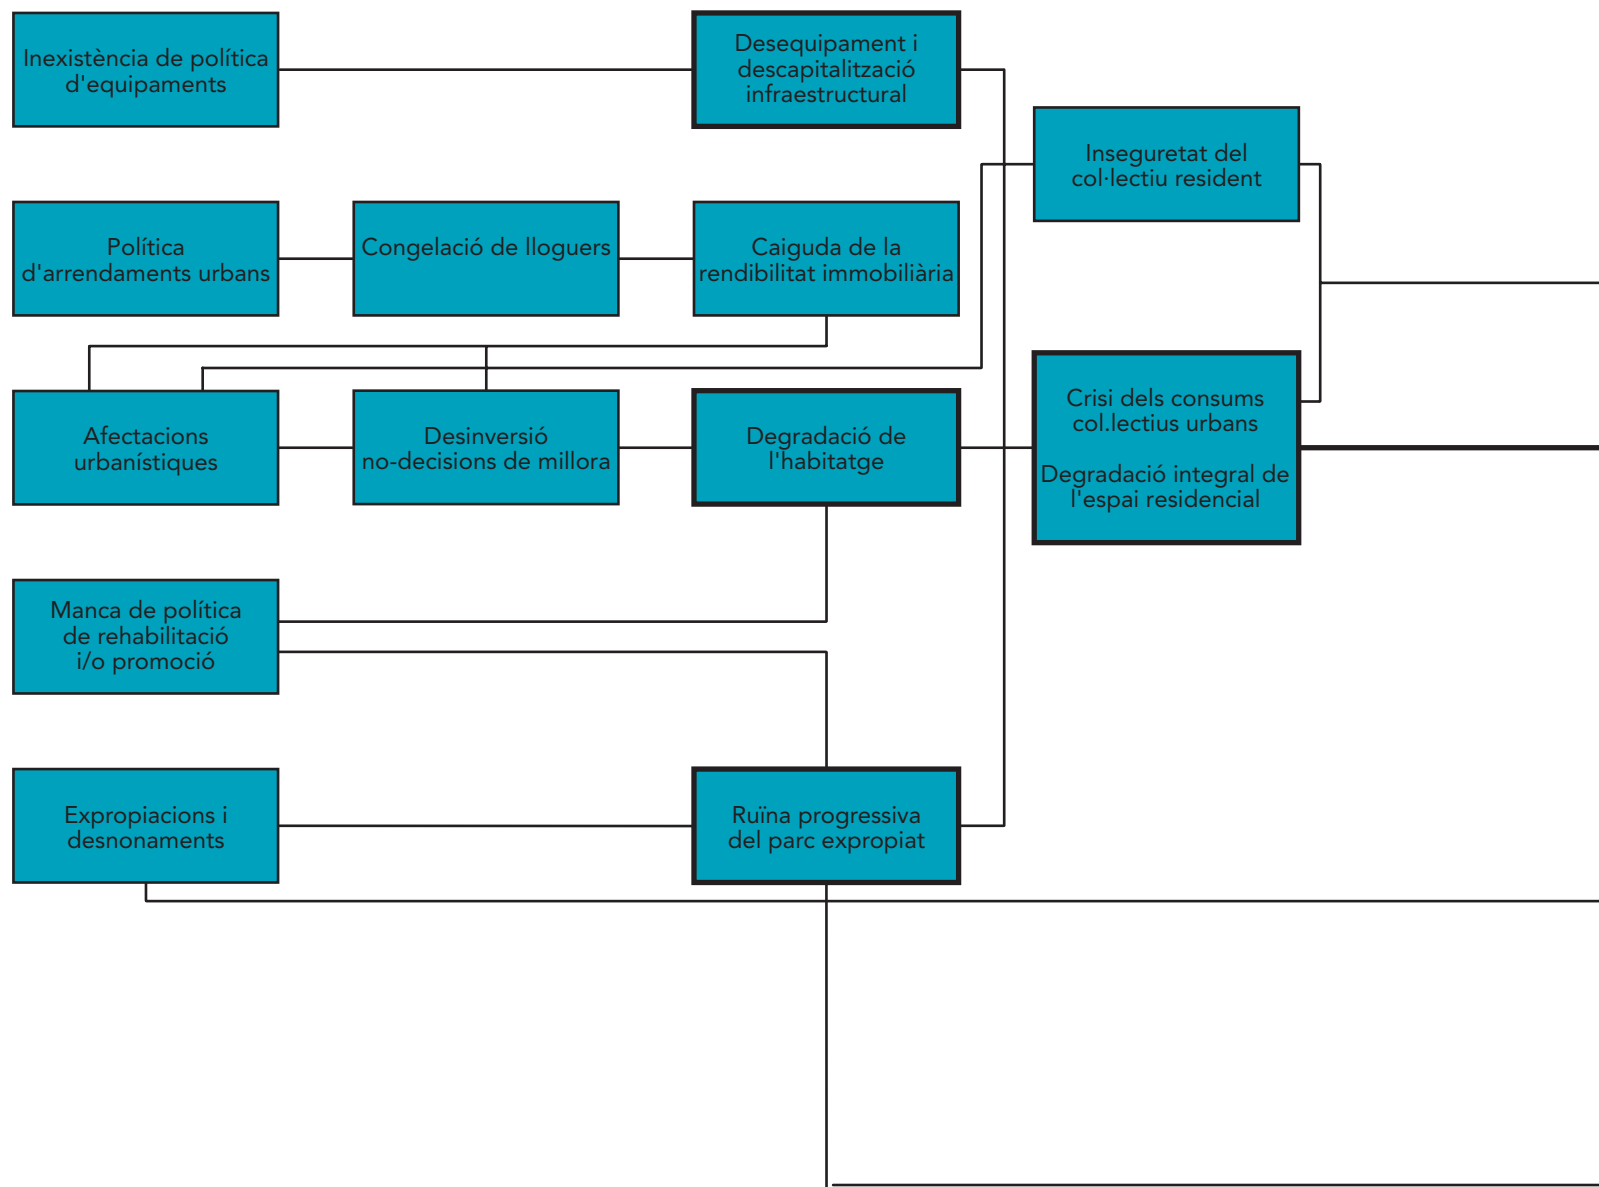 Inexistència de política
d'equipaments
Desequipament i
descapitalització
infraestructural
Inseguretat del
col·lectiu resident
Política
d'arrendaments urbans
Congelació de lloguers
Caiguda de la
rendibilitat immobiliària
Afectacions
urbanístiques
Desinversió
no-decisions de millora
Degradació de
l'habitatge
Crisi dels consums
col.lectius urbans
Degradació integral de
l'espai residencial
Manca de política
de rehabilitació
i/o promoció
Expropiacions i
desnonaments
Ruïna progressiva
del parc expropiat